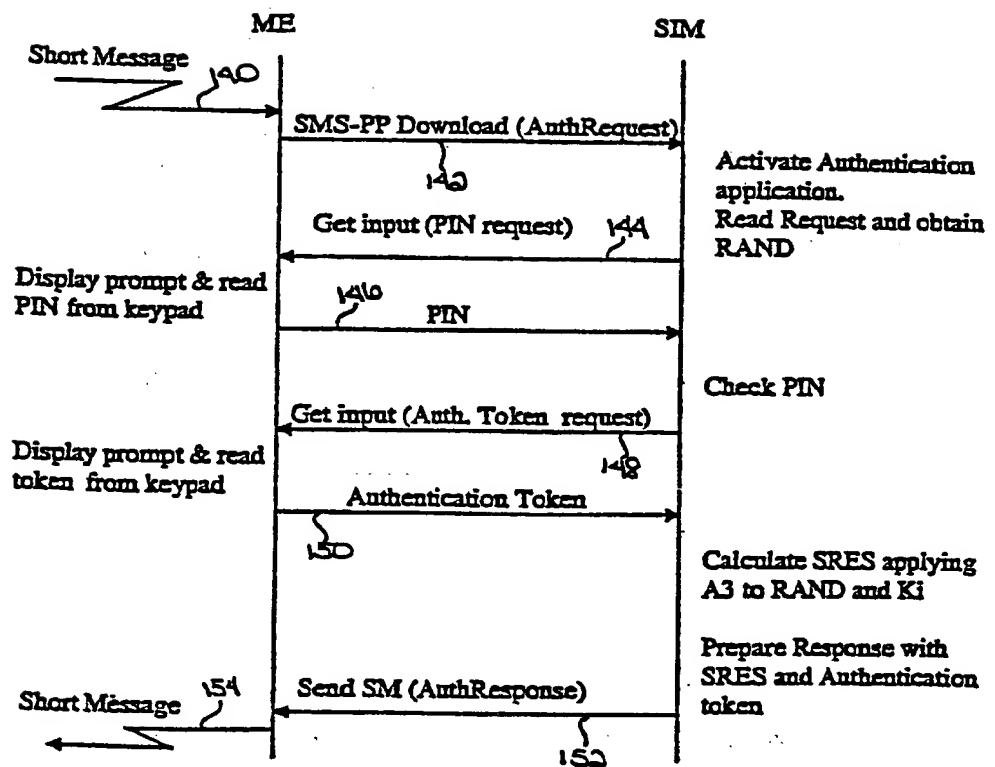 ME
SIM
Short Message
140
SMS-PP Download (AuthRequest)
142
Activate Authentication
application.
Read Request and obtain
RAND
Get input (PIN request)
144
Display prompt & read
PIN from keypad
146
PIN
Check PIN
Get input (Auth. Token request)
148
Display prompt & read
token from keypad
Authentication Token
150
Calculate SRES applying
A3 to RAND and Ki
Prepare Response with
SRES and Authentication
token
Short Message
154
Send SM (AuthResponse)
152